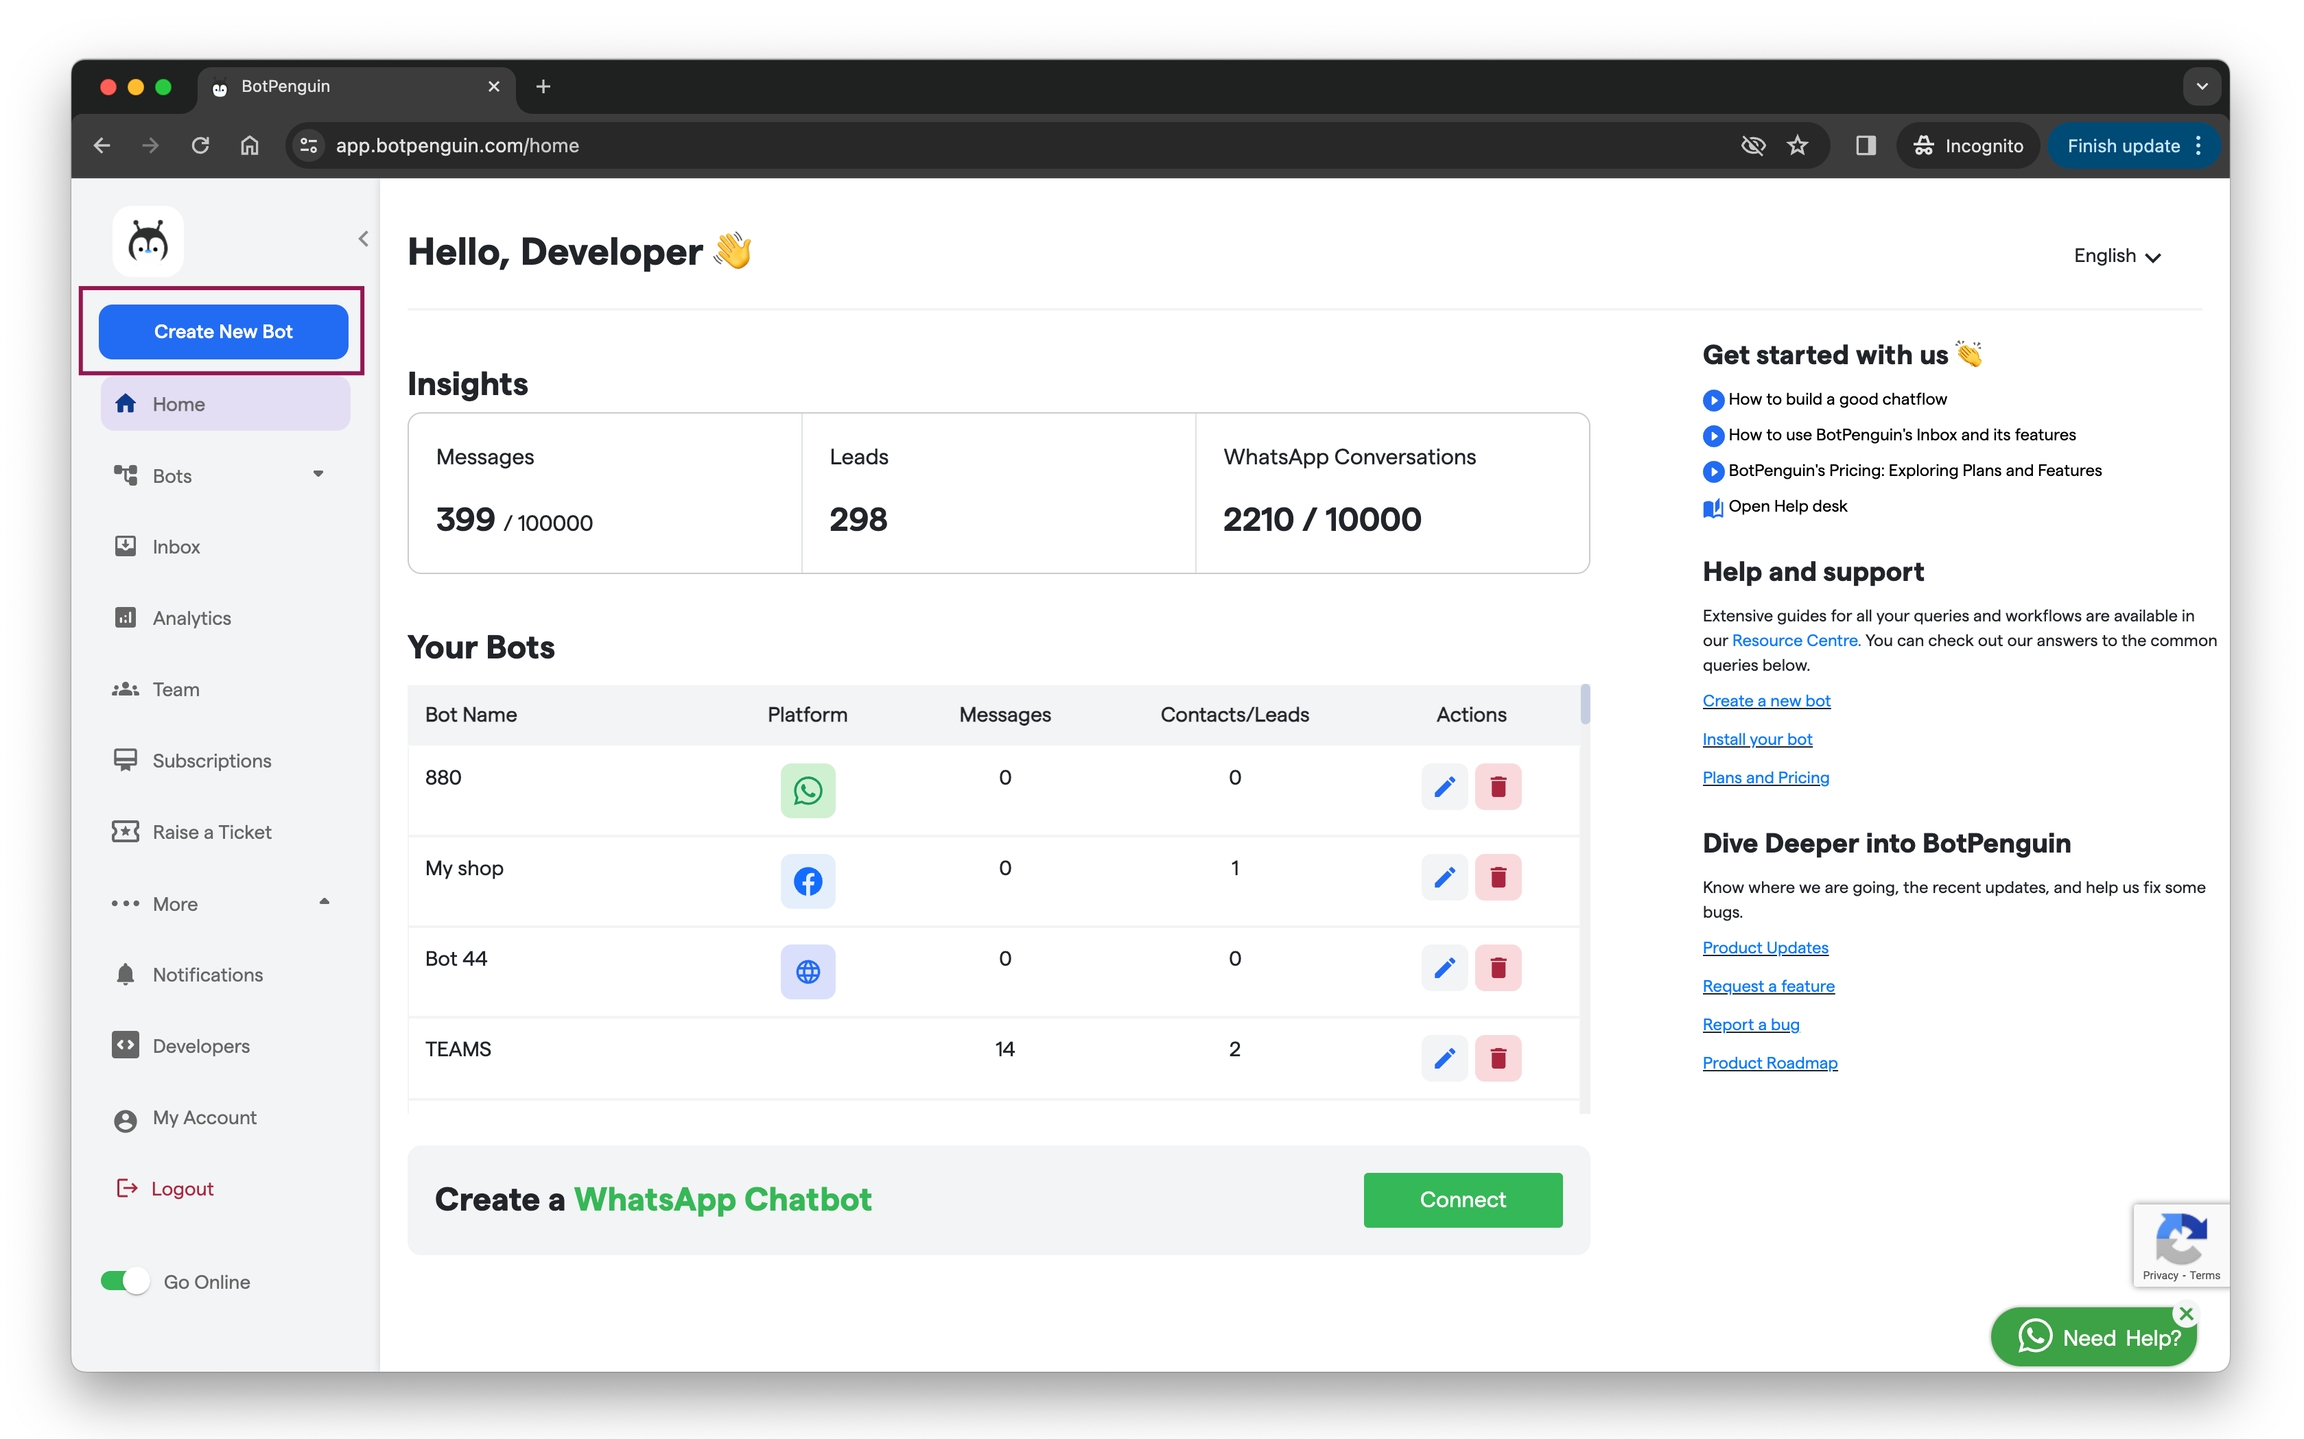 BotPenguin
app.botpenguin.com/home
Incognito
Finish update
Create New Bot
Home
Bots
Inbox
Analytics
Team
Subscriptions
Raise a Ticket
More
Notifications
Developers
My Account
Logout
Go Online
Hello, Developer 👋
English
Insights
Messages
399 / 100000
Leads
298
WhatsApp Conversations
2210 / 10000
Your Bots
Bot Name Platform Messages Contacts/Leads Actions
880 0 0
My shop 0 1
Bot 44 0 0
TEAMS 14 2
Create a WhatsApp Chatbot
Connect
Get started with us 👏
How to build a good chatflow
How to use BotPenguin's Inbox and its features
BotPenguin's Pricing: Exploring Plans and Features
Open Help desk
Help and support
Extensive guides for all your queries and workflows are available in
our Resource Centre. You can check out our answers to the common
queries below.
Create a new bot
Install your bot
Plans and Pricing
Dive Deeper into BotPenguin
Know where we are going, the recent updates, and help us fix some
bugs.
Product Updates
Request a feature
Report a bug
Product Roadmap
Privacy - Terms
Need Help?